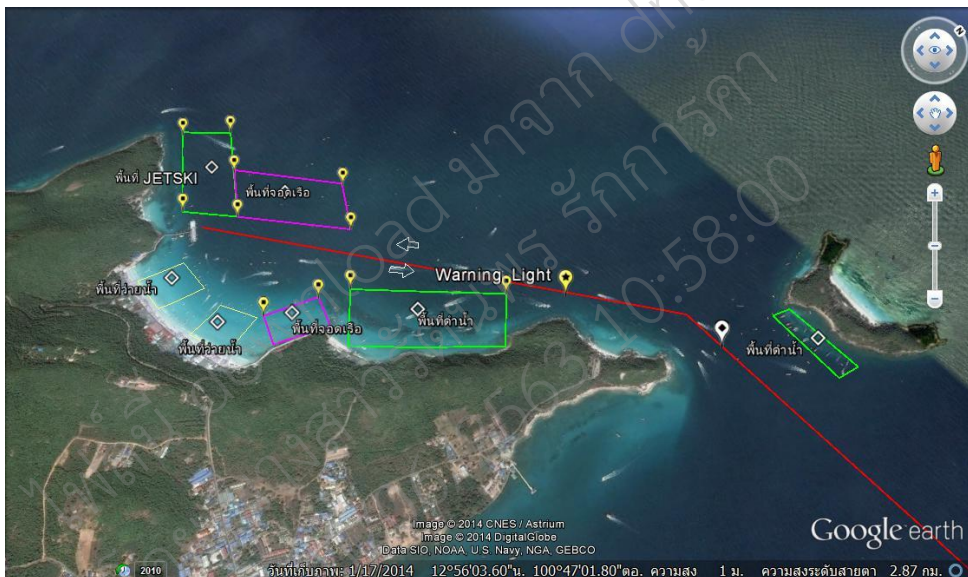 พื้นที่ JETSKI
พื้นที่จอดเรือ
Warning Light
พื้นที่ว่ายน้ำ
พื้นที่จอดเรือ
พื้นที่ดำน้ำ
พื้นที่ว่ายน้ำ
พื้นที่ดำน้ำ
Image © 2014 CNES / Astrium
Image © 2014 DigitalGlobe
Data SIO, NOAA, U.S. Navy, NGA, GEBCO
Google earth
2010 วันที่เก็บภาพ: 1/17/2014 12°56'03.60"น. 100°47'01.80"ตอ. ความสูง 1 ม. ความสูงระดับสายตา 2.87 กม.
N
10:58:00